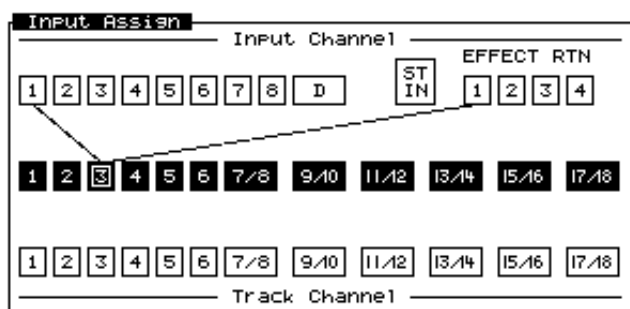 Input Assign
Input Channel
EFFECT RTN
1 2 3 4 5 6 7 8 D ST IN 1 2 3 4
1 2 3 4 5 6 7/8 9/10 11/12 13/14 15/16 17/18
1 2 3 4 5 6 7/8 9/10 11/12 13/14 15/16 17/18
Track Channel